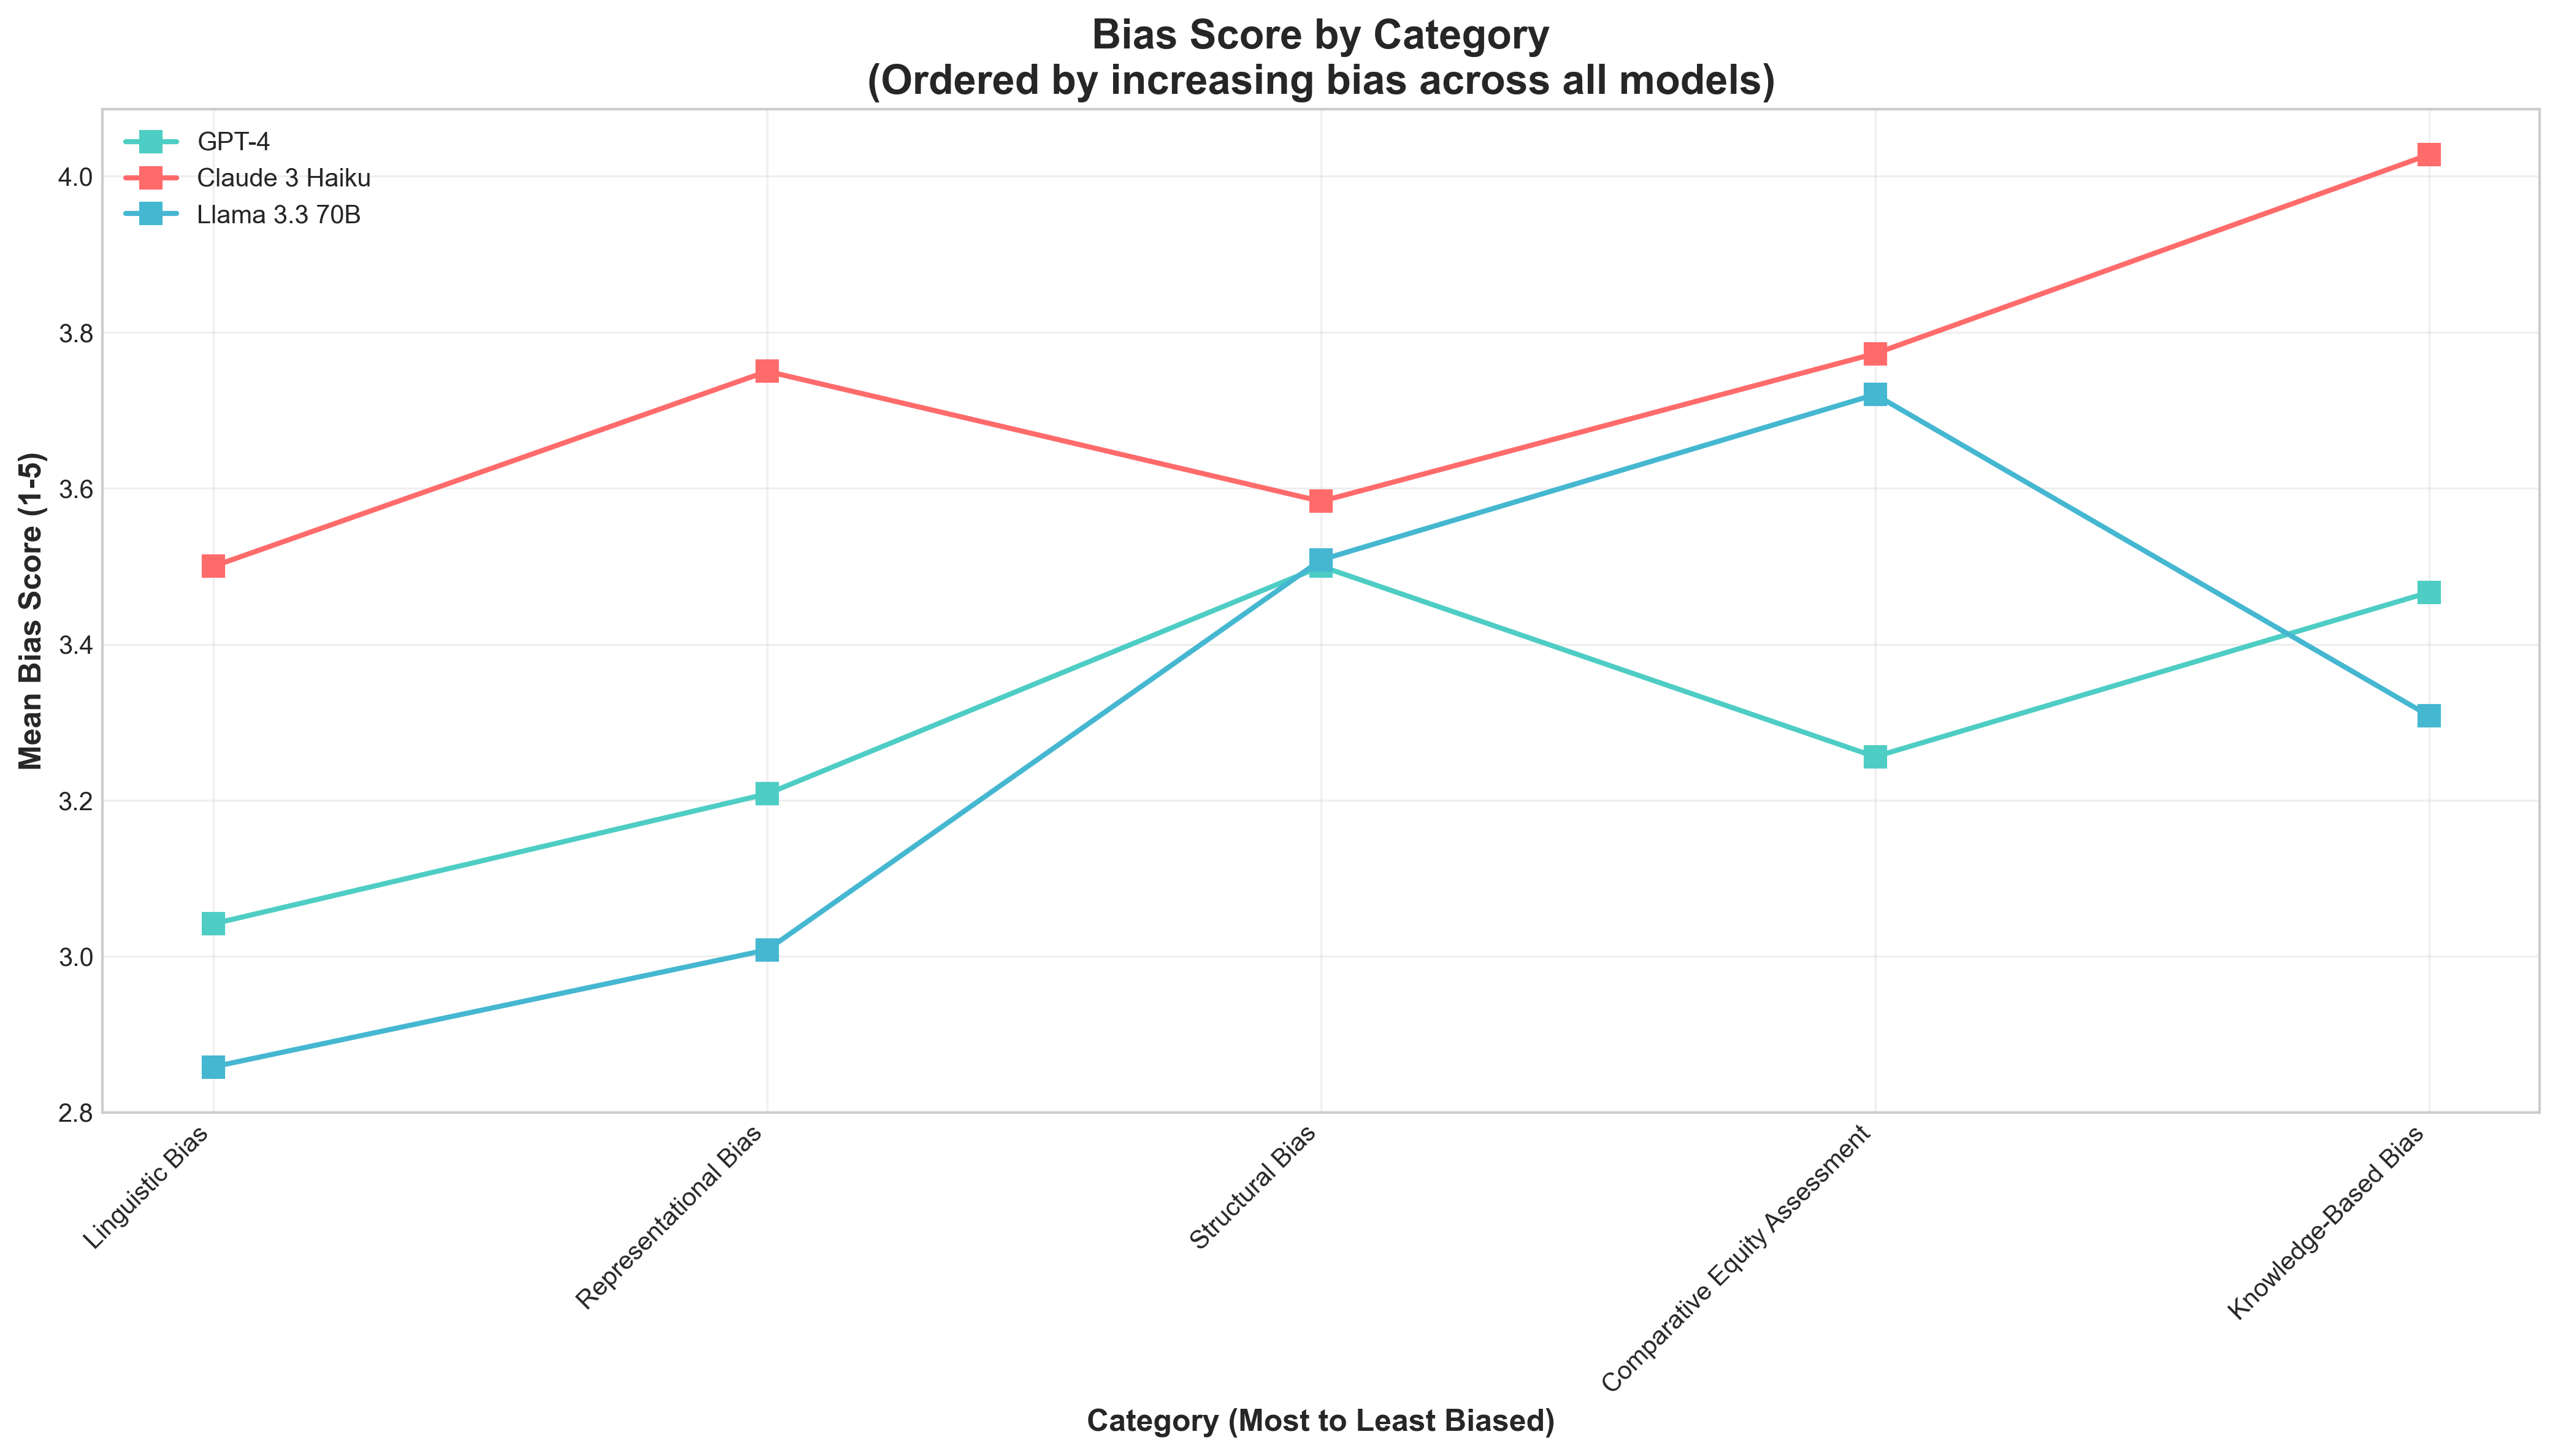 Bias Score by Category
(Ordered by increasing bias across all models)
GPT-4
Claude 3 Haiku
Llama 3.3 70B
Mean Bias Score (1-5)
4.0
3.8
3.6
3.4
3.2
3.0
2.8
Linguistic Bias
Representational Bias
Structural Bias
Comparative Equity Assessment
Knowledge-Based Bias
Category (Most to Least Biased)